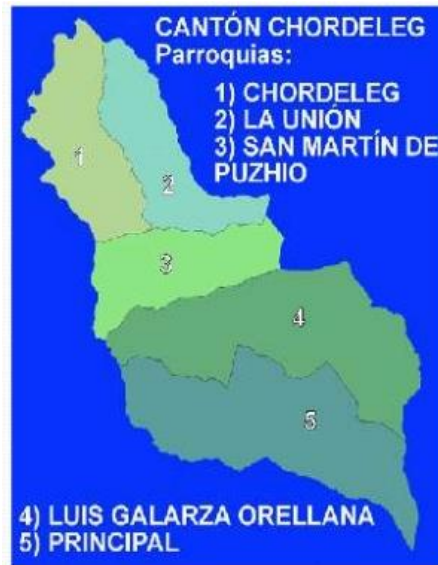 CANTÓN CHORDELEG
Parroquias:
1) CHORDELEG
2) LA UNIÓN
3) SAN MARTÍN DE
PUZHIO
1
2
3
4
5
4) LUIS GALARZA ORELLANA
5) PRINCIPAL